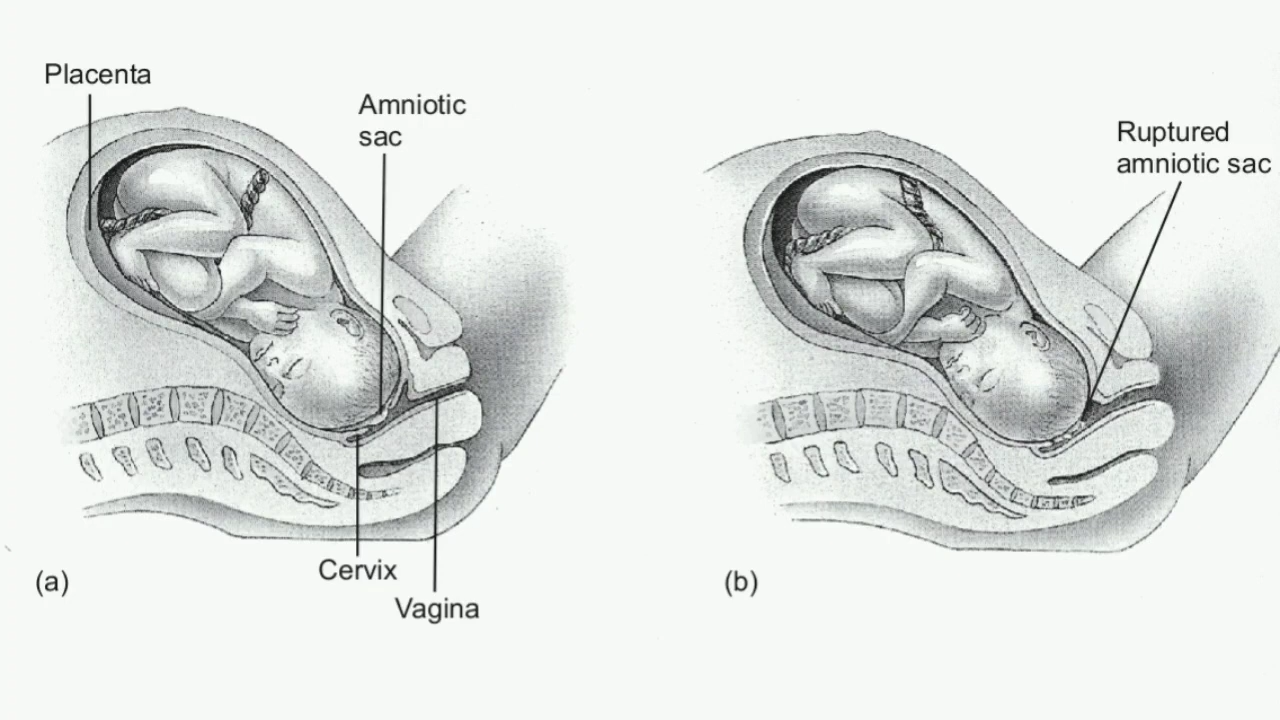 Placenta
Amniotic
sac
Cervix
Vagina
(a)
Ruptured
amniotic sac
(b)